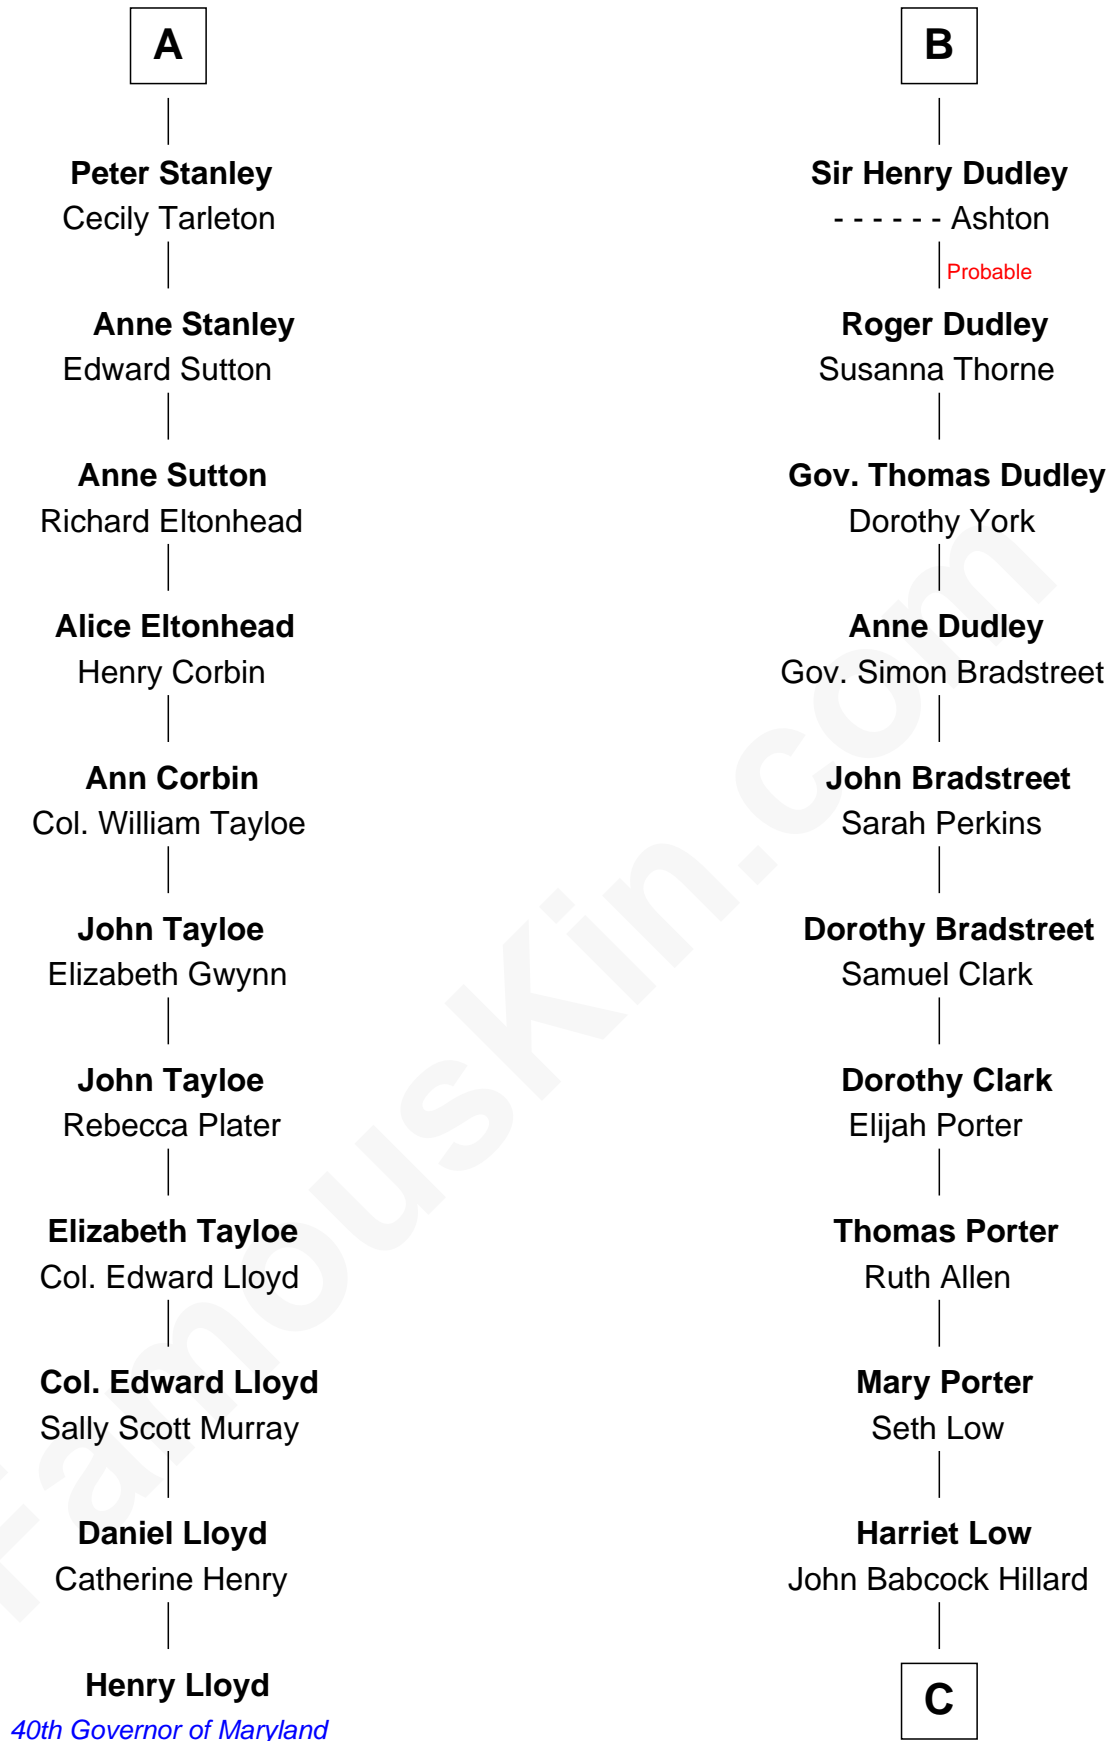 A
Peter Stanley
Cecily Tarleton
Anne Stanley
Edward Sutton
Anne Sutton
Richard Eltonhead
Alice Eltonhead
Henry Corbin
Ann Corbin
Col. William Tayloe
John Tayloe
Elizabeth Gwynn
John Tayloe
Rebecca Plater
Elizabeth Tayloe
Col. Edward Lloyd
Col. Edward Lloyd
Sally Scott Murray
Daniel Lloyd
Catherine Henry
Henry Lloyd
40th Governor of Maryland
B
Sir Henry Dudley
- - - - - - Ashton
Probable
Roger Dudley
Susanna Thorne
Gov. Thomas Dudley
Dorothy York
Anne Dudley
Gov. Simon Bradstreet
John Bradstreet
Sarah Perkins
Dorothy Bradstreet
Samuel Clark
Dorothy Clark
Elijah Porter
Thomas Porter
Ruth Allen
Mary Porter
Seth Low
Harriet Low
John Babcock Hillard
C
FamousKin.com